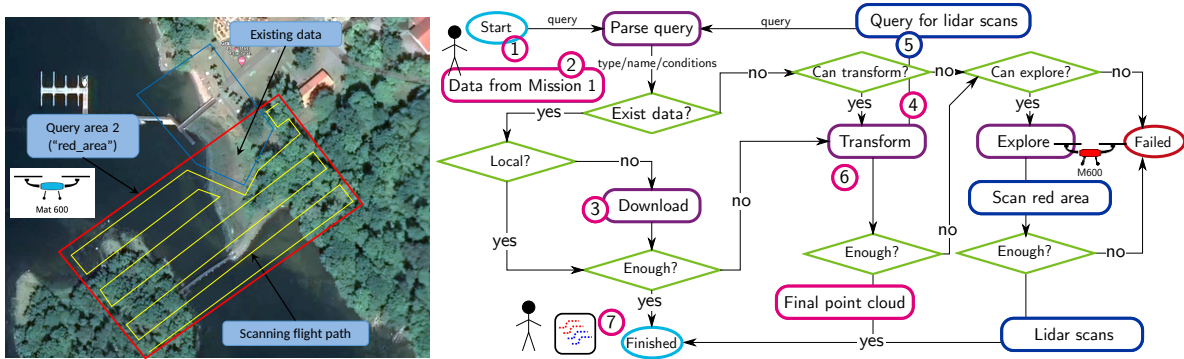 Existing data
Query area 2
("red_area")
Mat 600
Scanning flight path
Start
query
Parse query
query
Query for lidar scans
1
5
2
type/name/conditions
Data from Mission 1
no
Can transform?
no
Can explore?
no
yes
Exist data?
yes
4
yes
Transform
Explore
Failed
M600
Local?
no
no
6
3
Download
Scan red area
yes
no
Enough?
Enough?
Enough?
no
yes
Final point cloud
7
Finished
yes
Lidar scans